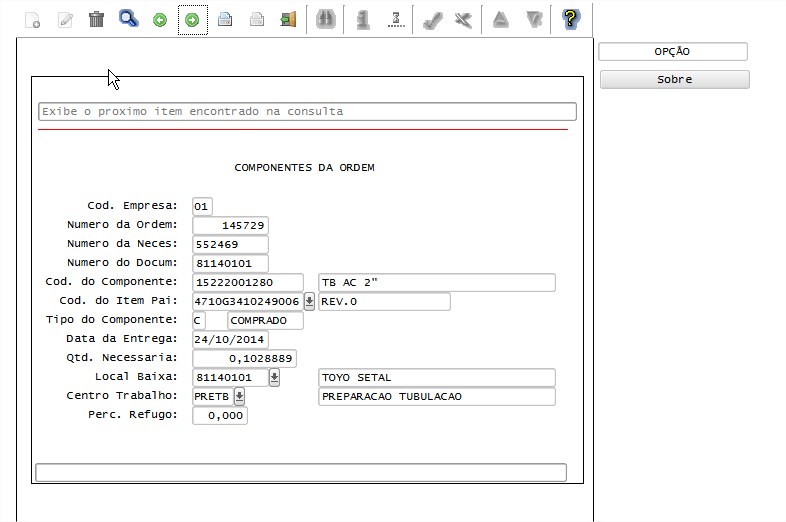 OPÇÃO
Sobre
Exibe o proximo item encontrado na consulta
COMPONENTES DA ORDEM
Cod. Empresa: 01
Numero da Ordem: 145729
Numero da Neces: 552469
Numero do Docum: 81140101
Cod. do Componente: 15222001280 TB AC 2"
Cod. do Item Pai: 4710G3410249006 REV.0
Tipo do Componente: C COMPRADO
Data da Entrega: 24/10/2014
Qtd. Necessaria: 0,1028889
Local Baixa: 81140101 TOYO SETAL
Centro Trabalho: PRETB PREPARACAO TUBULACAO
Perc. Refugo: 0,000